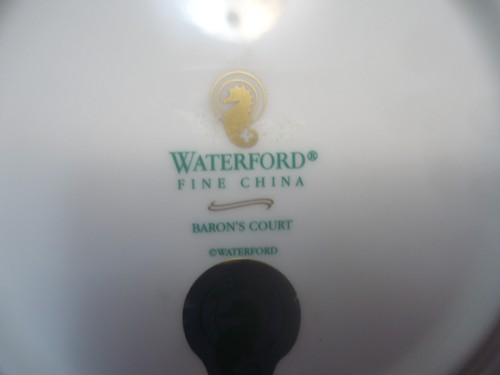 WATERFORD®
FINE CHINA
BARON'S COURT
©WATERFORD